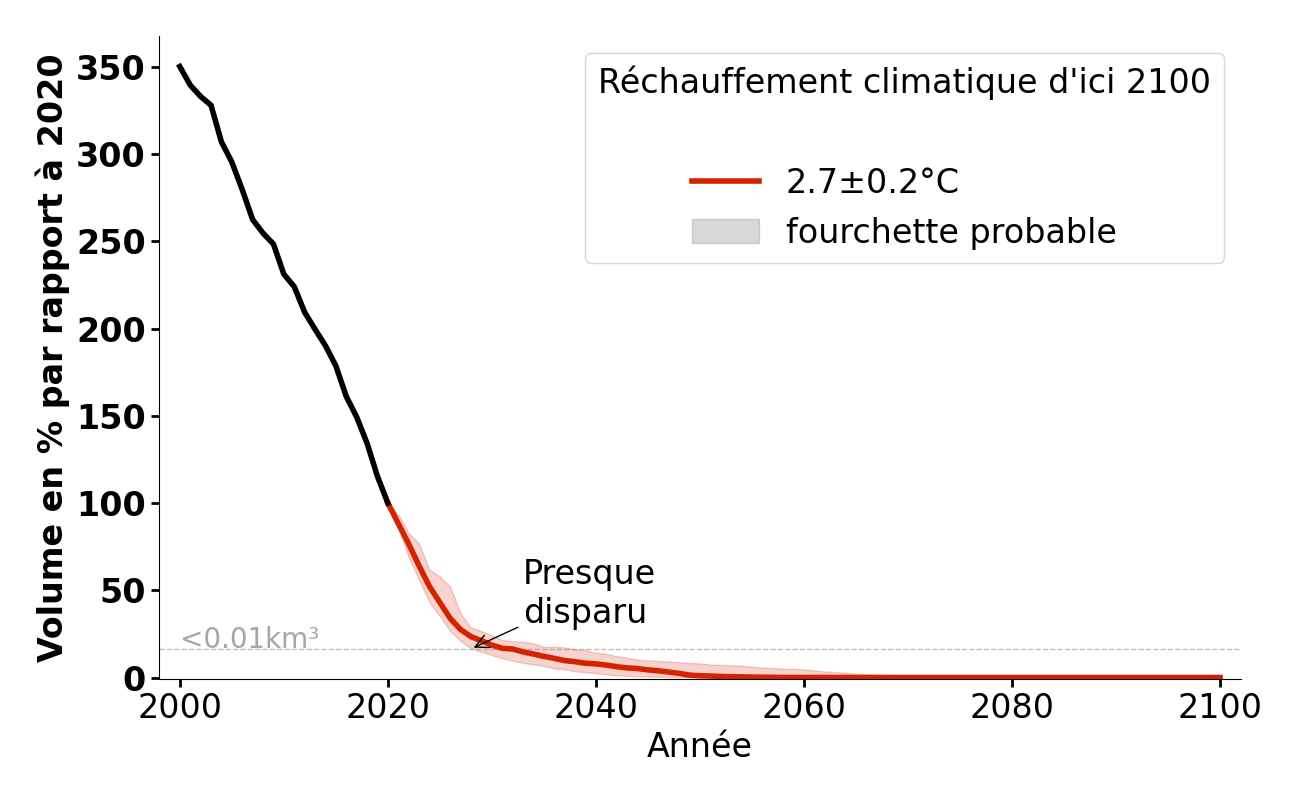 Volume en % par rapport à 2020
350
300
250
200
150
100
50
0
Réchauffement climatique d'ici 2100
2.7±0.2°C
fourchette probable
Presque
disparu
<0.01km³
2000
2020
2040
2060
2080
2100
Année